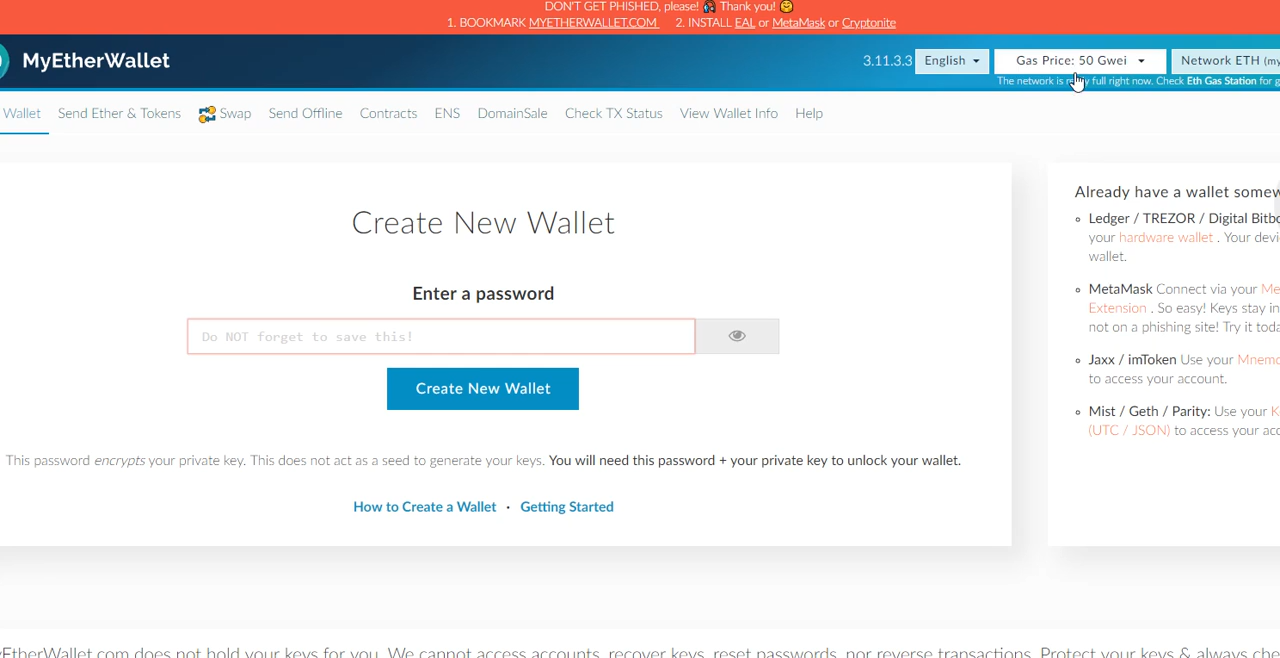 DON'T GET PHISHED, please! Thank you!
1. BOOKMARK MYETHERWALLET.COM 2. INSTALL EAL or MetaMask or Cryptonite
MyEtherWallet
3.11.3.3 English Gas Price: 50 Gwei Network ETH (my
The network is re y full right now. Check Eth Gas Station for g
Wallet Send Ether & Tokens Swap Send Offline Contracts ENS DomainSale Check TX Status View Wallet Info Help
Create New Wallet
Enter a password
Do NOT forget to save this!
Create New Wallet
This password encrypts your private key. This does not act as a seed to generate your keys. You will need this password + your private key to unlock your wallet.
How to Create a Wallet · Getting Started
Already have a wallet somew
Ledger / TREZOR / Digital Bitbo
your hardware wallet . Your devi
wallet.
MetaMask Connect via your Me
Extension . So easy! Keys stay in
not on a phishing site! Try it toda
Jaxx / imToken Use your Mnemo
to access your account.
Mist / Geth / Parity: Use your K
(UTC / JSON) to access your acc
yEtherWallet.com does not hold your keys for you. We cannot access accounts, recover keys, reset passwords, nor reverse transactions. Protect your keys & always che